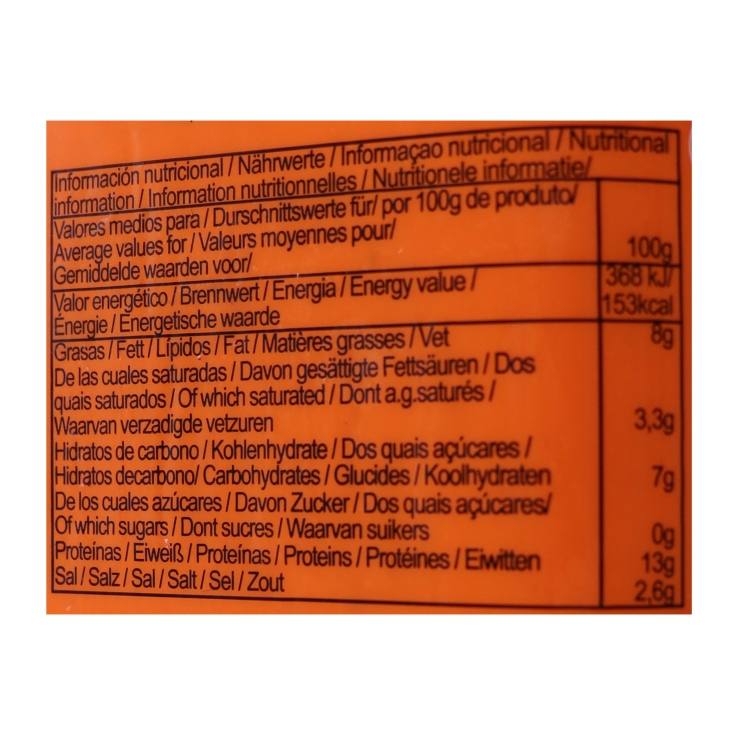 Información nutricional / Nährwerte / Informaçao nutricional / Nutritional
information / Information nutritionnelles / Nutritionele informatie/
Valores medios para / Durschnittswerte für/ por 100g de produto/
Average values for / Valeurs moyennes pour/
Gemiddelde waarden voor/ 100g
Valor energético / Brennwert / Energia / Energy value / 368 kJ/
Énergie / Energetische waarde 153kcal
Grasas / Fett / Lípidos / Fat / Matières grasses / Vet 8g
De las cuales saturadas / Davon gesättigte Fettsäuren / Dos
quais saturados / Of which saturated / Dont a.g.saturés /
Waarvan verzadigde vetzuren 3,3g
Hidratos de carbono / Kohlenhydrate / Dos quais açúcares /
Hidratos decarbono/ Carbohydrates / Glucides / Koolhydraten 7g
De los cuales azúcares / Davon Zucker / Dos quais açúcares/
Of which sugars / Dont sucres / Waarvan suikers 0g
Proteínas / Eiweiß / Proteínas / Proteins / Protéines / Eiwitten 13g
Sal / Salz / Sal / Salt / Sel / Zout 2,6g